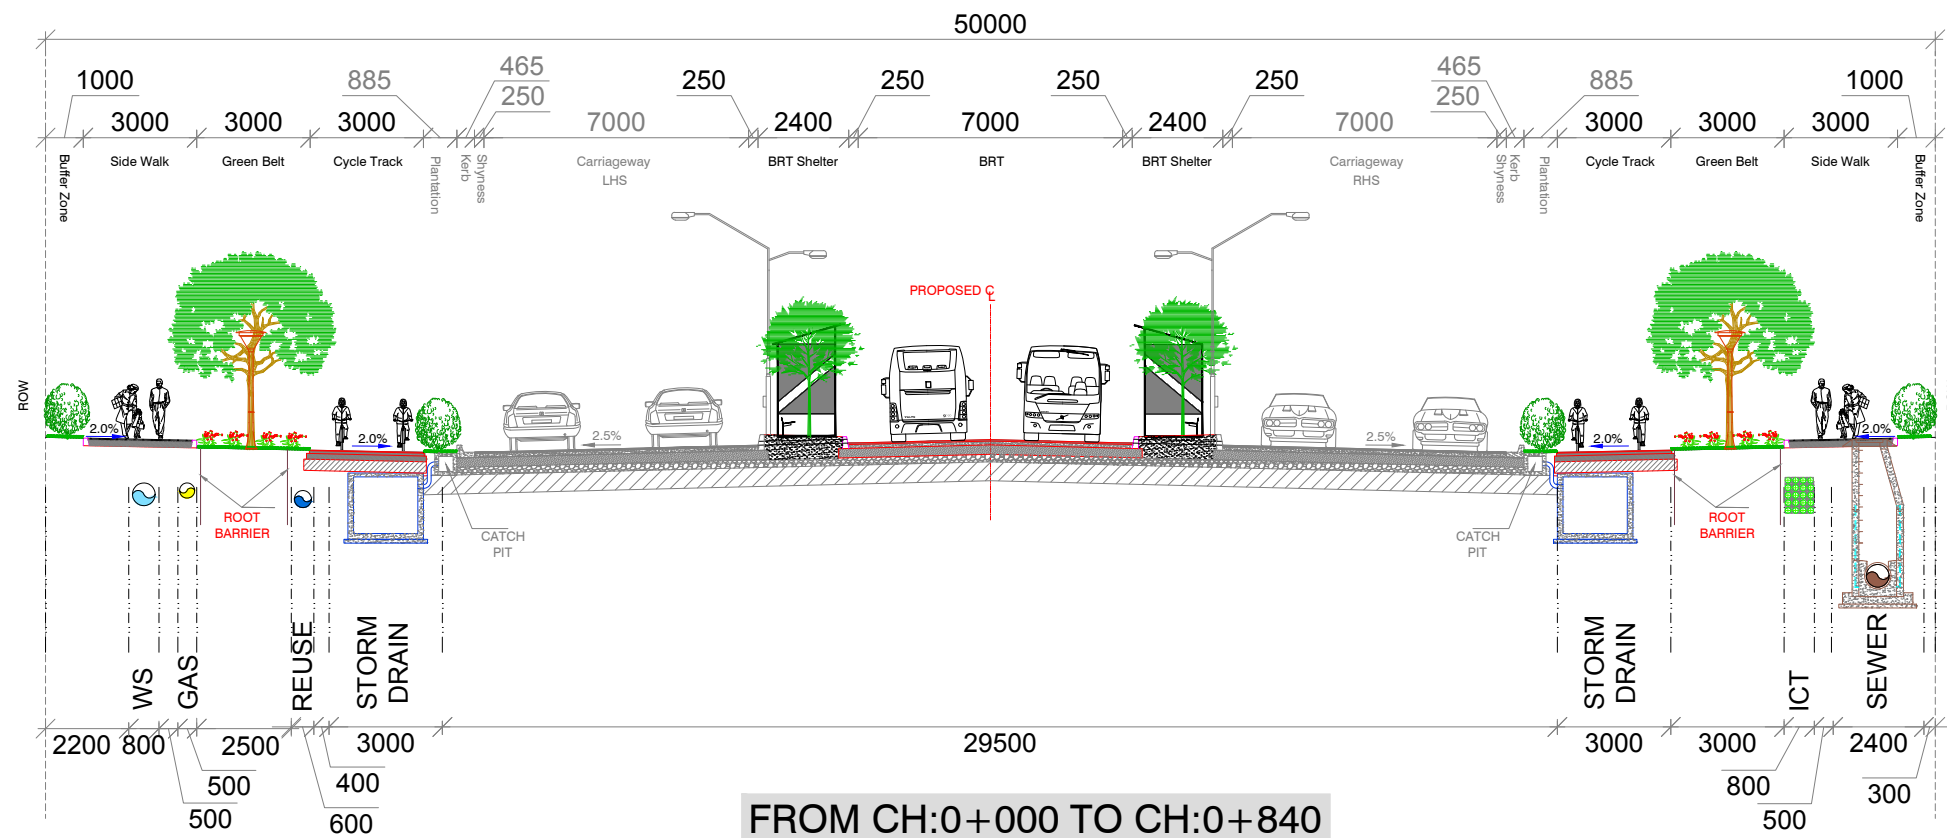 50000
1000
885
465
250
250
250
250
250
465
250
885
1000
3000
3000
3000
7000
2400
7000
2400
7000
3000
3000
3000
Buffer Zone
Side Walk
Green Belt
Cycle Track
Plantation
Kerb
Shyness
Carriageway
LHS
BRT Shelter
BRT
BRT Shelter
Carriageway
RHS
Shyness
Kerb
Plantation
Cycle Track
Green Belt
Side Walk
Buffer Zone
PROPOSED CL
ROW
2.0%
2.0%
2.5%
2.5%
2.0%
2.0%
ROOT
BARRIER
CATCH
PIT
CATCH
PIT
ROOT
BARRIER
WS
GAS
REUSE
STORM
DRAIN
STORM
DRAIN
ICT
SEWER
2200
800
500
500
2500
600
400
3000
29500
3000
3000
800
500
2400
300
FROM CH:0+000 TO CH:0+840